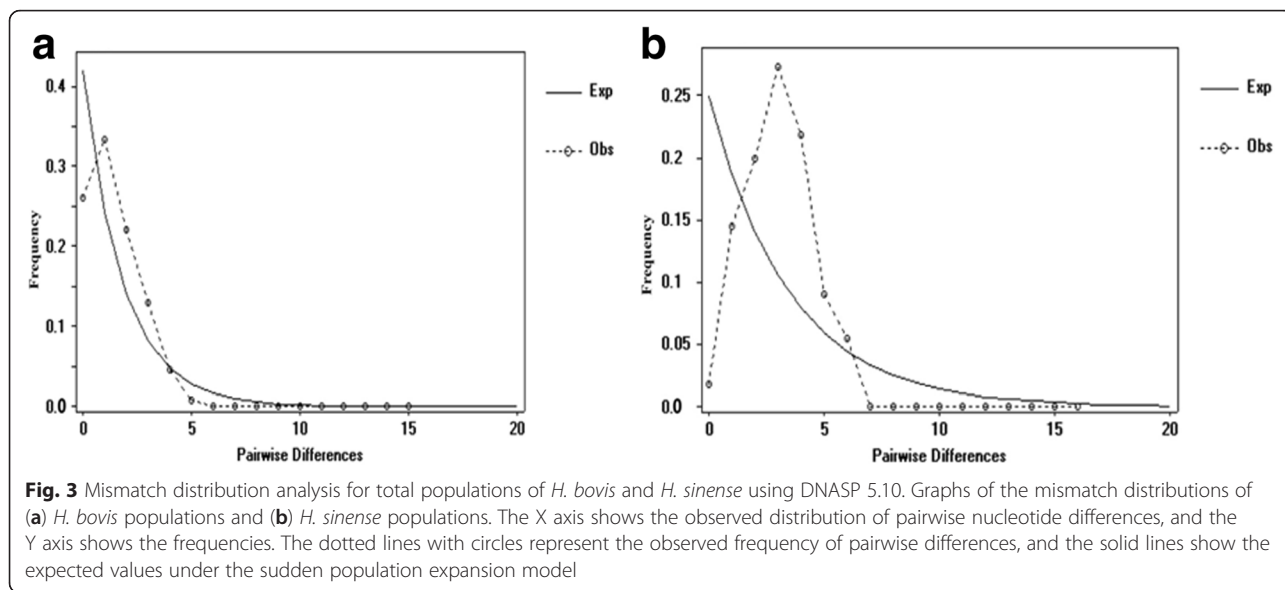 a
0.4
0.3
0.2
0.1
0.0
Frequency
0 5 10 15 20
Pairwise Differences
Exp
Obs
b
0.25
0.20
0.15
0.10
0.05
0.0
Frequency
0 5 10 15 20
Pairwise Differences
Exp
Obs
Fig. 3 Mismatch distribution analysis for total populations of H. bovis and H. sinense using DNASP 5.10. Graphs of the mismatch distributions of
(a) H. bovis populations and (b) H. sinense populations. The X axis shows the observed distribution of pairwise nucleotide differences, and the
Y axis shows the frequencies. The dotted lines with circles represent the observed frequency of pairwise differences, and the solid lines show the
expected values under the sudden population expansion model